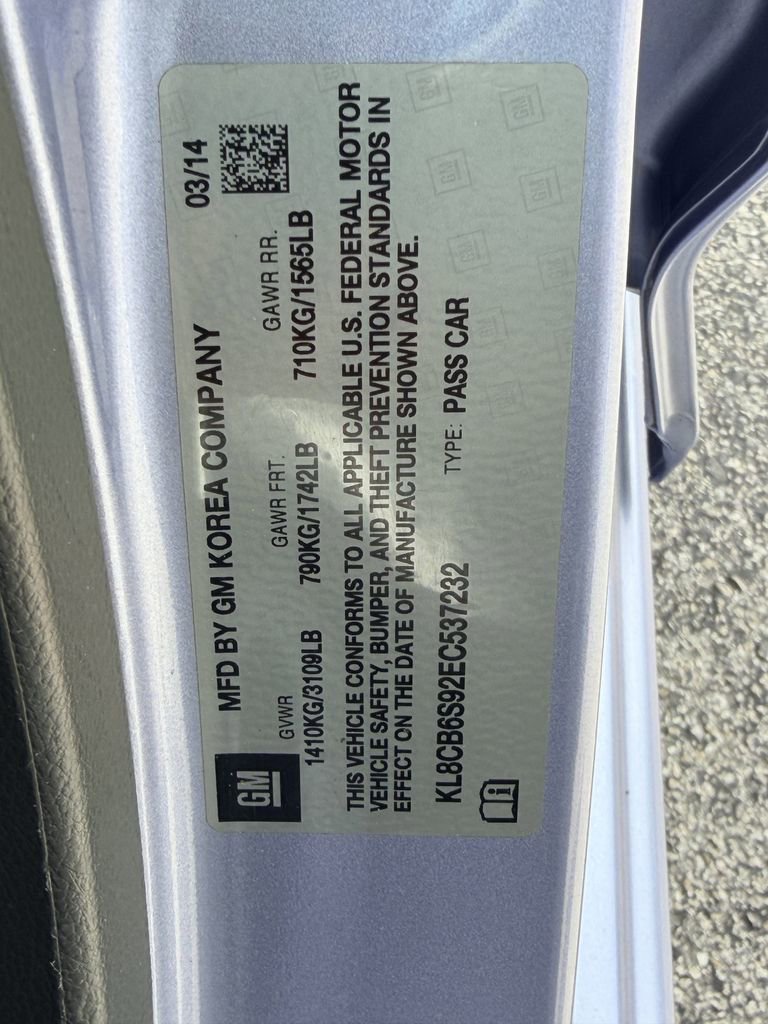 GM
MFD BY GM KOREA COMPANY 03/14
GVWR GAWR FRT. GAWR RR.
1410KG/3109LB 790KG/1742LB 710KG/1565LB
THIS VEHICLE CONFORMS TO ALL APPLICABLE U.S. FEDERAL MOTOR
VEHICLE SAFETY, BUMPER, AND THEFT PREVENTION STANDARDS IN
EFFECT ON THE DATE OF MANUFACTURE SHOWN ABOVE.
KL8CB6S92EC537232 TYPE: PASS CAR